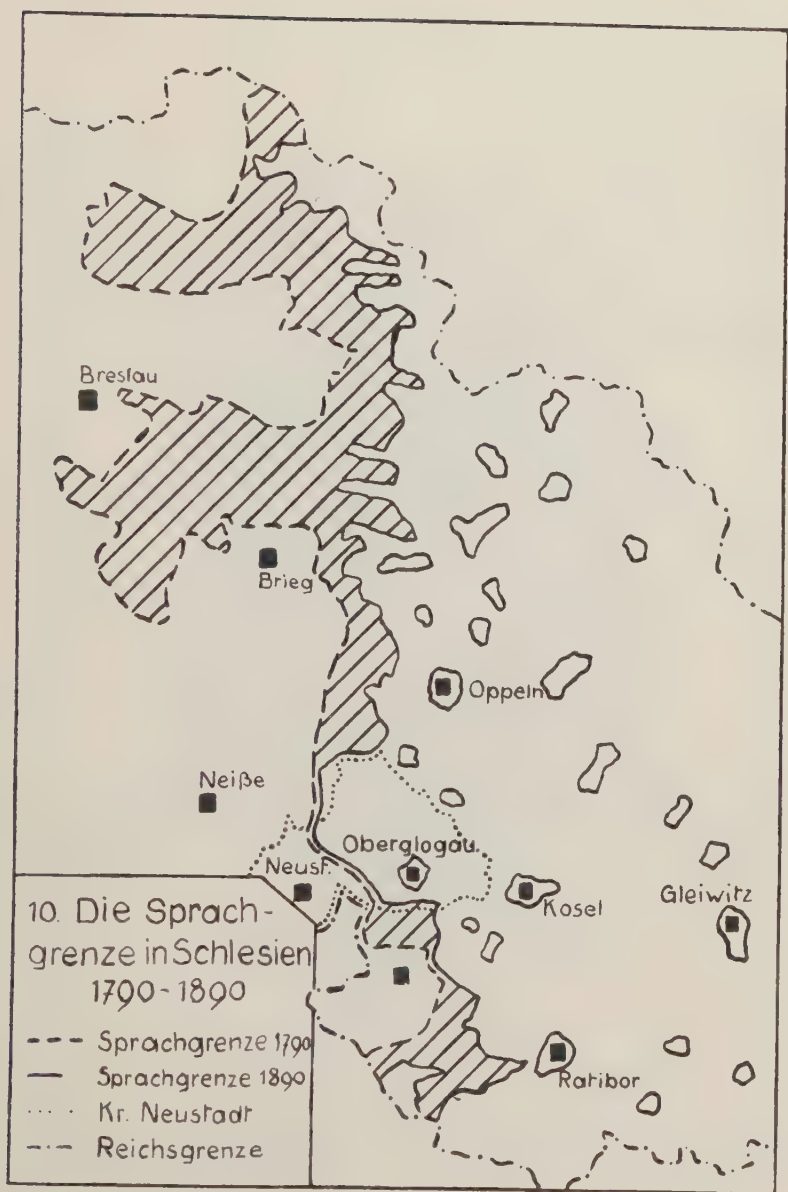 Breslau
Brieg
Oppeln
Neiße
Oberglogau
Neust.
Kosel
Gleiwitz
Ratibor
10. Die Sprach-
grenze in Schlesien
1790-1890
Sprachgrenze 1790
Sprachgrenze 1890
Kr. Neustadt
Reichsgrenze